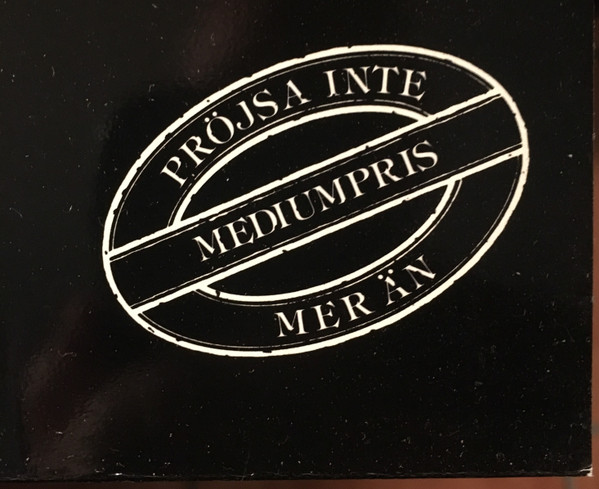 PRÖJSA INTE
MEDIUMPRIS
MER ÄN